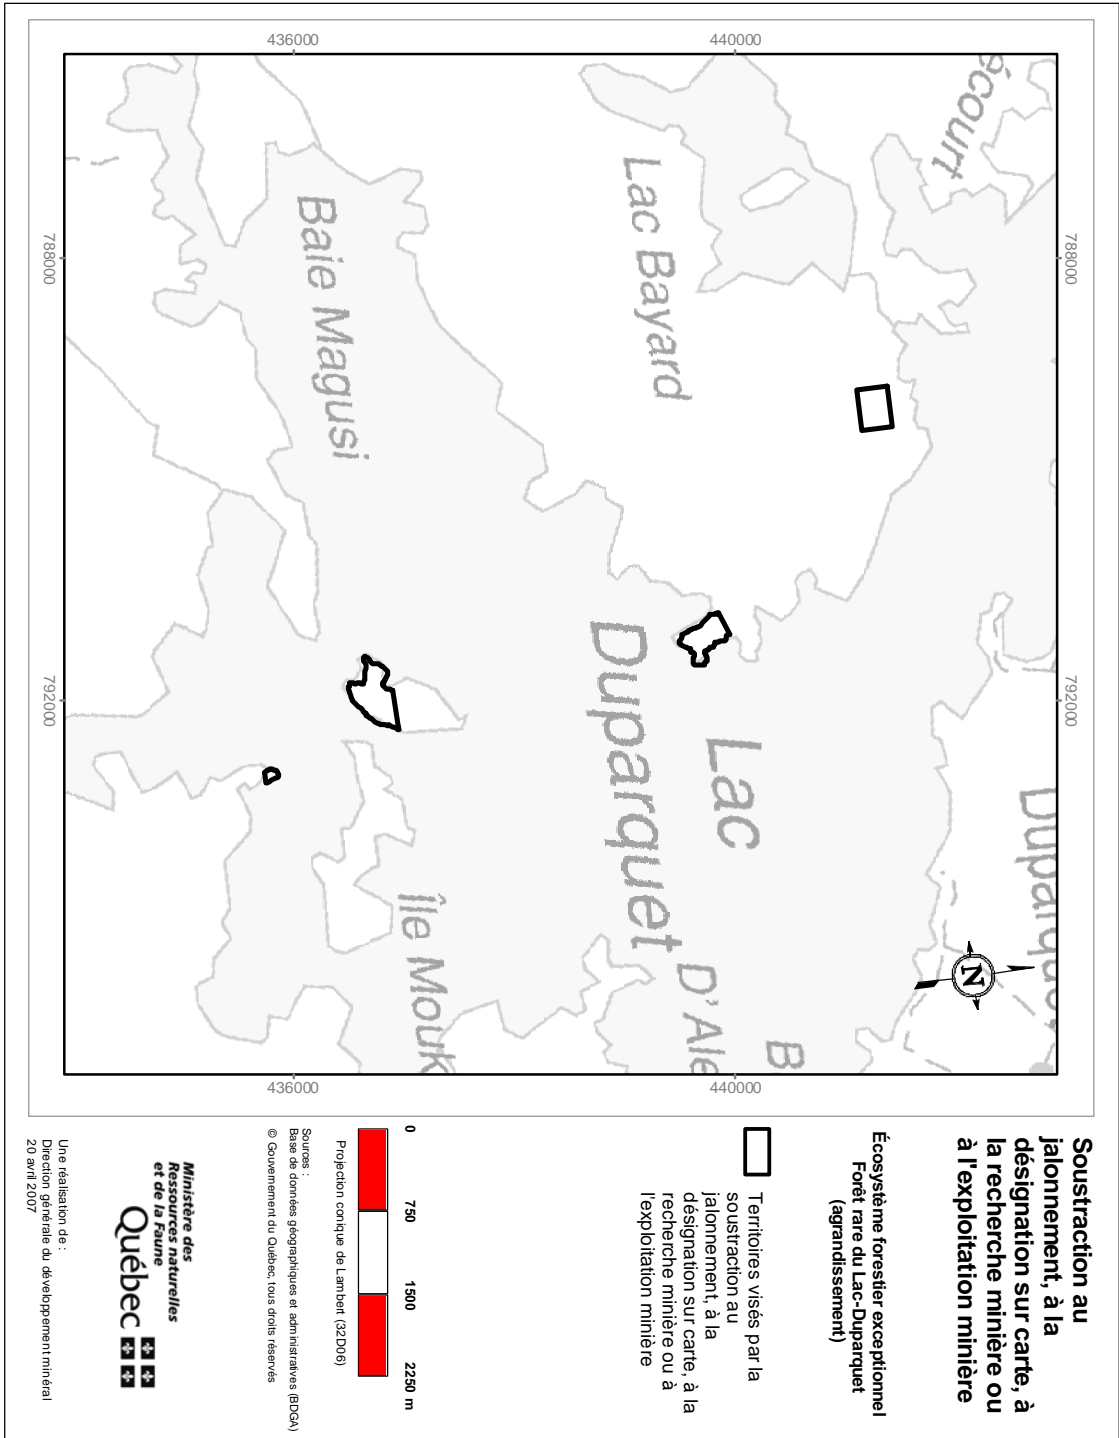 Soustraction au
jalonnement, à la
désignation sur carte, à
la recherche minière ou
à l'exploitation minière
Écosystème forestier exceptionnel
Forêt rare du Lac-Duparquet
(agrandissement)
Territoires visés par la
soustraction au
jalonnement, à la
désignation sur carte, à la
recherche minière ou à
l'exploitation minière
0 750 1500 2250 m
Projection conique de Lambert (32D06)
Sources :
Base de données géographiques et administratives (BDGA)
© Gouvernement du Québec, tous droits réservés
Ministère des
Ressources naturelles
et de la Faune
Québec
Une réalisation de :
Direction générale du développement minéral
20 avril 2007
788000
792000
440000
440000
436000
436000
788000
792000
écourt
Duparque
Lac Bayard
Baie Magusi
Lac
Duparquet
D'Ale
B
Île Mouk
N